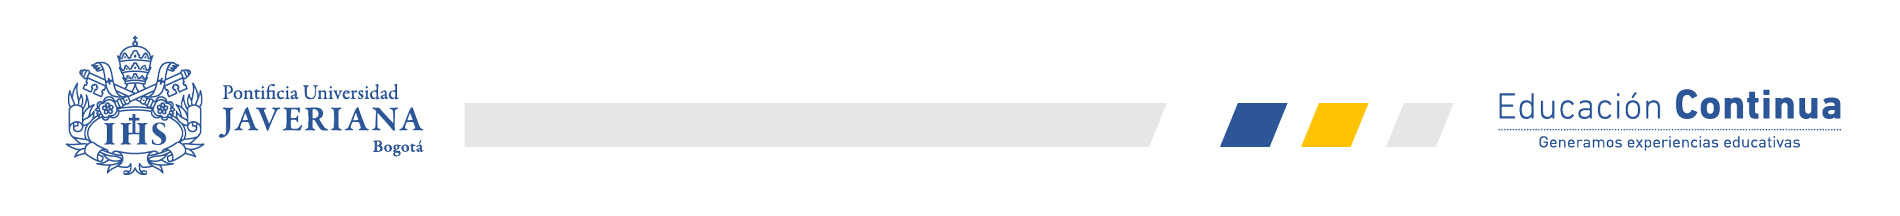 Pontificia Universidad
JAVERIANA
Bogotá
IHS
Educación Continua
Generamos experiencias educativas